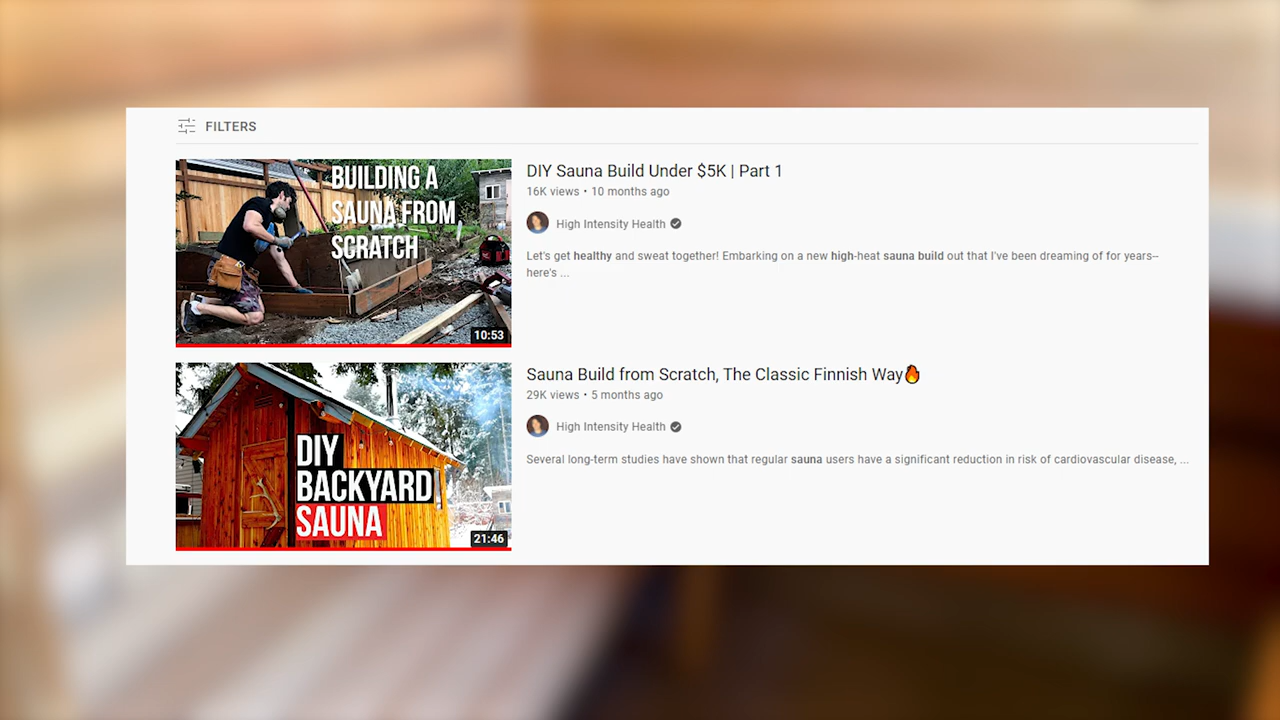 FILTERS
BUILDING A
SAUNA FROM
SCRATCH
10:53
DIY Sauna Build Under $5K | Part 1
16K views • 10 months ago
High Intensity Health
Let's get healthy and sweat together! Embarking on a new high-heat sauna build out that I've been dreaming of for years--
here's ...
DIY
BACKYARD
SAUNA
21:46
Sauna Build from Scratch, The Classic Finnish Way🔥
29K views • 5 months ago
High Intensity Health
Several long-term studies have shown that regular sauna users have a significant reduction in risk of cardiovascular disease, ...